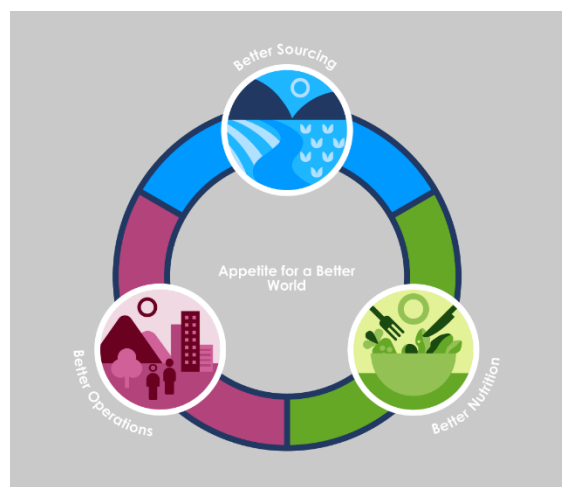 Better Sourcing
Appetite for a Better
World
Better Operations
Better Nutrition